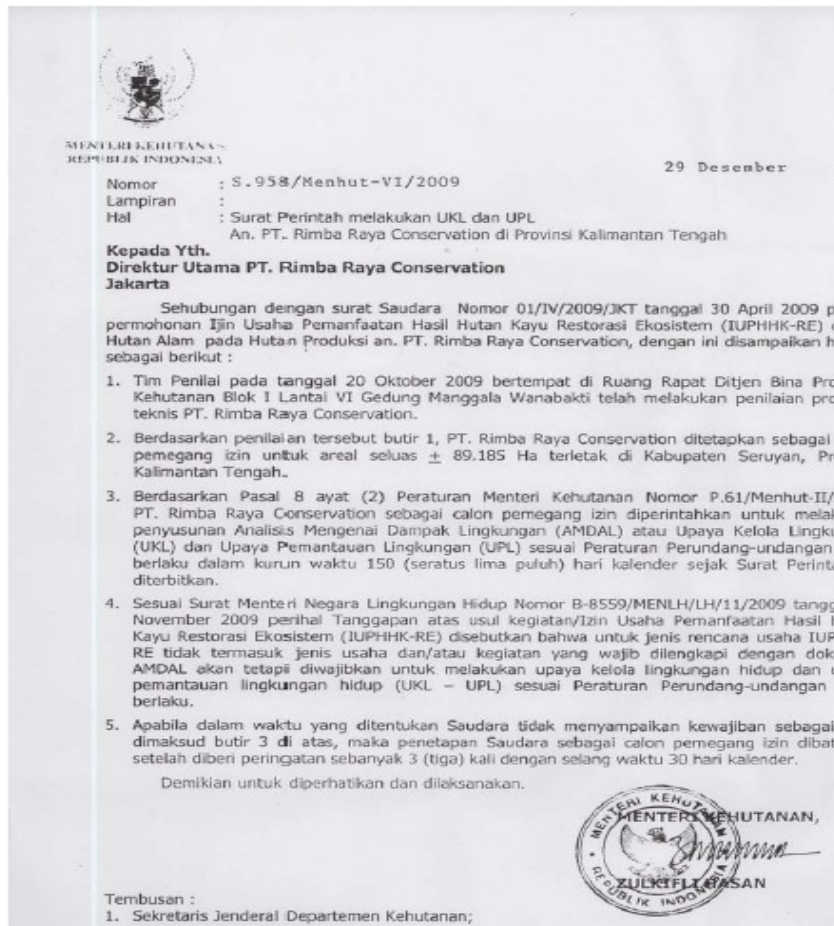 MENTERI KEHUTANAN
REPUBLIK INDONESIA
29 Desember
Nomor : S.958/Menhut-VI/2009
Lampiran :
Hal : Surat Perintah melakukan UKL dan UPL
An. PT. Rimba Raya Conservation di Provinsi Kalimantan Tengah
Kepada Yth.
Direktur Utama PT. Rimba Raya Conservation
Jakarta
Sehubungan dengan surat Saudara Nomor 01/IV/2009/JKT tanggal 30 April 2009 p
permohonan Ijin Usaha Pemanfaatan Hasil Hutan Kayu Restorasi Ekosistem (IUPHHK-RE)
Hutan Alam pada Hutan Produksi an. PT. Rimba Raya Conservation, dengan ini disampaikan h
sebagai berikut :
1. Tim Penilai pada tanggal 20 Oktober 2009 bertempat di Ruang Rapat Ditjen Bina Pro
Kehutanan Blok I Lantai VI Gedung Manggala Wanabakti telah melakukan penilaian pro
teknis PT. Rimba Raya Conservation.
2. Berdasarkan penilaian tersebut butir 1, PT. Rimba Raya Conservation ditetapkan sebagai
pemegang izin untuk areal seluas ± 89.185 Ha terletak di Kabupaten Seruyan, Pr
Kalimantan Tengah.
3. Berdasarkan Pasal 8 ayat (2) Peraturan Menteri Kehutanan Nomor P.61/Menhut-II/
PT. Rimba Raya Conservation sebagai calon pemegang izin diperintahkan untuk melak
penyusunan Analisis Mengenai Dampak Lingkungan (AMDAL) atau Upaya Kelola Lingku
(UKL) dan Upaya Pemantauan Lingkungan (UPL) sesuai Peraturan Perundang-undangan
berlaku dalam kurun waktu 150 (seratus lima puluh) hari kalender sejak Surat Perinta
diterbitkan.
4. Sesuai Surat Menteri Negara Lingkungan Hidup Nomor B-8559/MENLH/LH/11/2009 tangg
November 2009 perihal Tanggapan atas usul kegiatan/Izin Usaha Pemanfaatan Hasil H
Kayu Restorasi Ekosistem (IUPHHK-RE) disebutkan bahwa untuk jenis rencana usaha IUP
RE tidak termasuk jenis usaha dan/atau kegiatan yang wajib dilengkapi dengan dok
AMDAL akan tetapi diwajibkan untuk melakukan upaya kelola lingkungan hidup dan u
pemantauan lingkungan hidup (UKL – UPL) sesuai Peraturan Perundang-undangan
berlaku.
5. Apabila dalam waktu yang ditentukan Saudara tidak menyampaikan kewajiban sebagai
dimaksud butir 3 di atas, maka penetapan Saudara sebagai calon pemegang izin dibat
setelah diberi peringatan sebanyak 3 (tiga) kali dengan selang waktu 30 hari kalender.
Demikian untuk diperhatikan dan dilaksanakan.
MENTERI KEHUTANAN,
MENTERI KEHUTANAN
REPUBLIK INDONESIA
ZULKIFLI HASAN
Tembusan :
1. Sekretaris Jenderal Departemen Kehutanan;